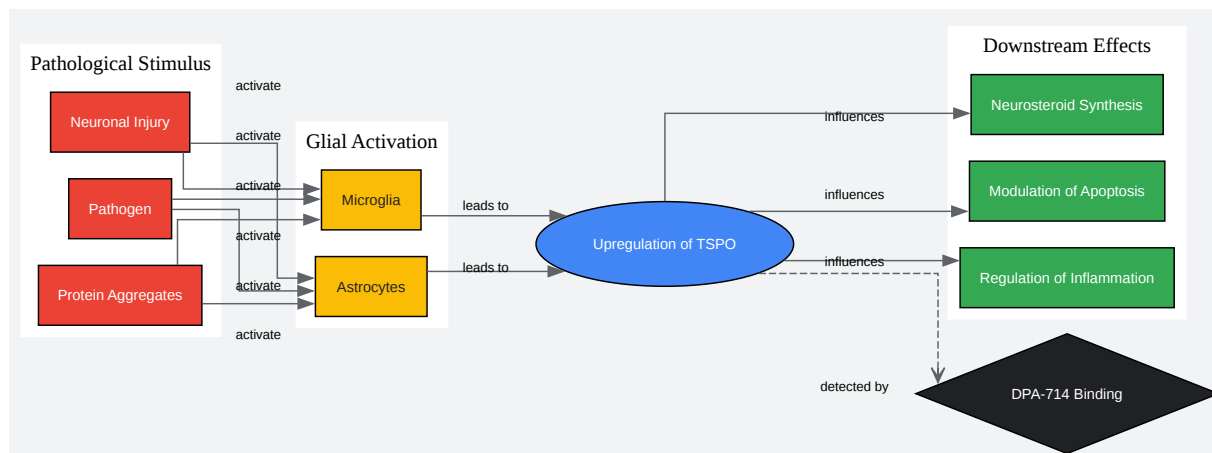 Pathological Stimulus
Neuronal Injury
Pathogen
Protein Aggregates
activate
activate
activate
activate
activate
activate
Glial Activation
Microglia
Astrocytes
leads to
leads to
Upregulation of TSPO
influences
influences
influences
detected by
Downstream Effects
Neurosteroid Synthesis
Modulation of Apoptosis
Regulation of Inflammation
DPA-714 Binding